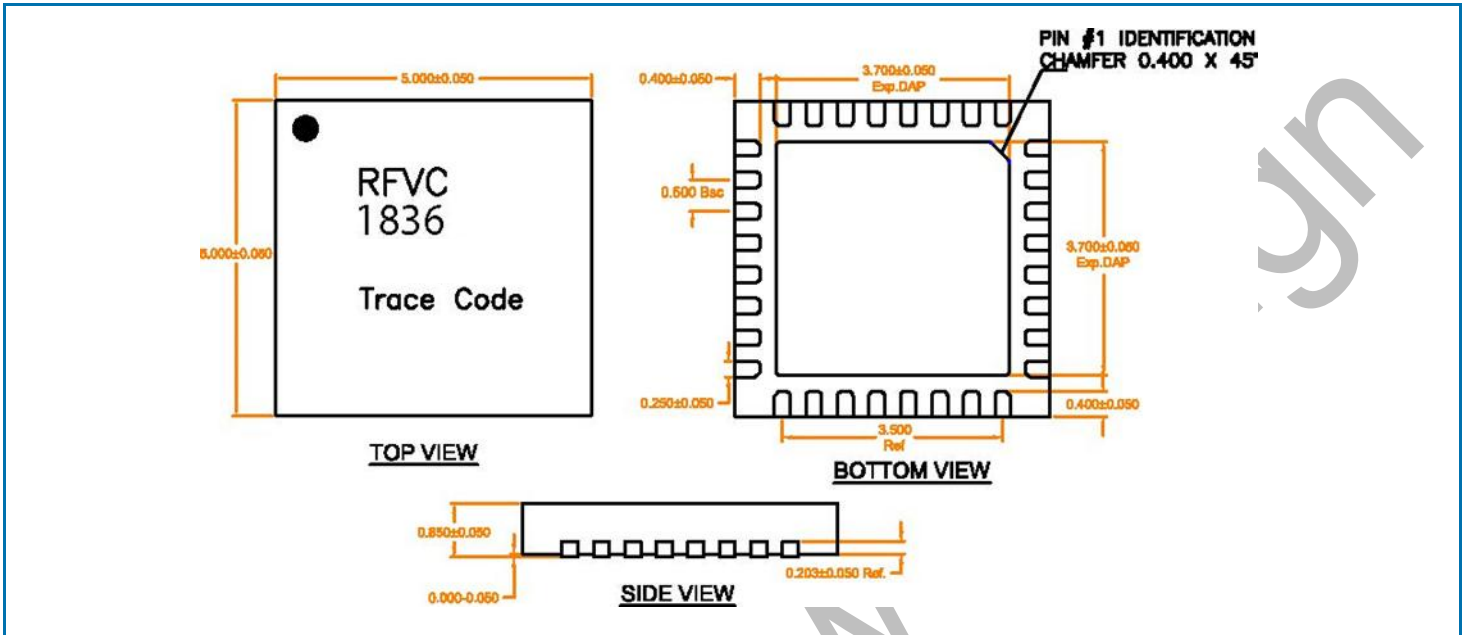 PIN #1 IDENTIFICATION
CHAMFER 0.400 X 45°
5.000±0.050
0.400±0.050
3.700±0.050
Exp.DAP
RFVC
1836
Trace Code
5.000±0.050
0.500 Bsc
3.700±0.050
Exp.DAP
0.250±0.050
0.400±0.050
3.500
Ref
TOP VIEW
BOTTOM VIEW
0.850±0.050
0.203±0.050 Ref.
0.000-0.050
SIDE VIEW